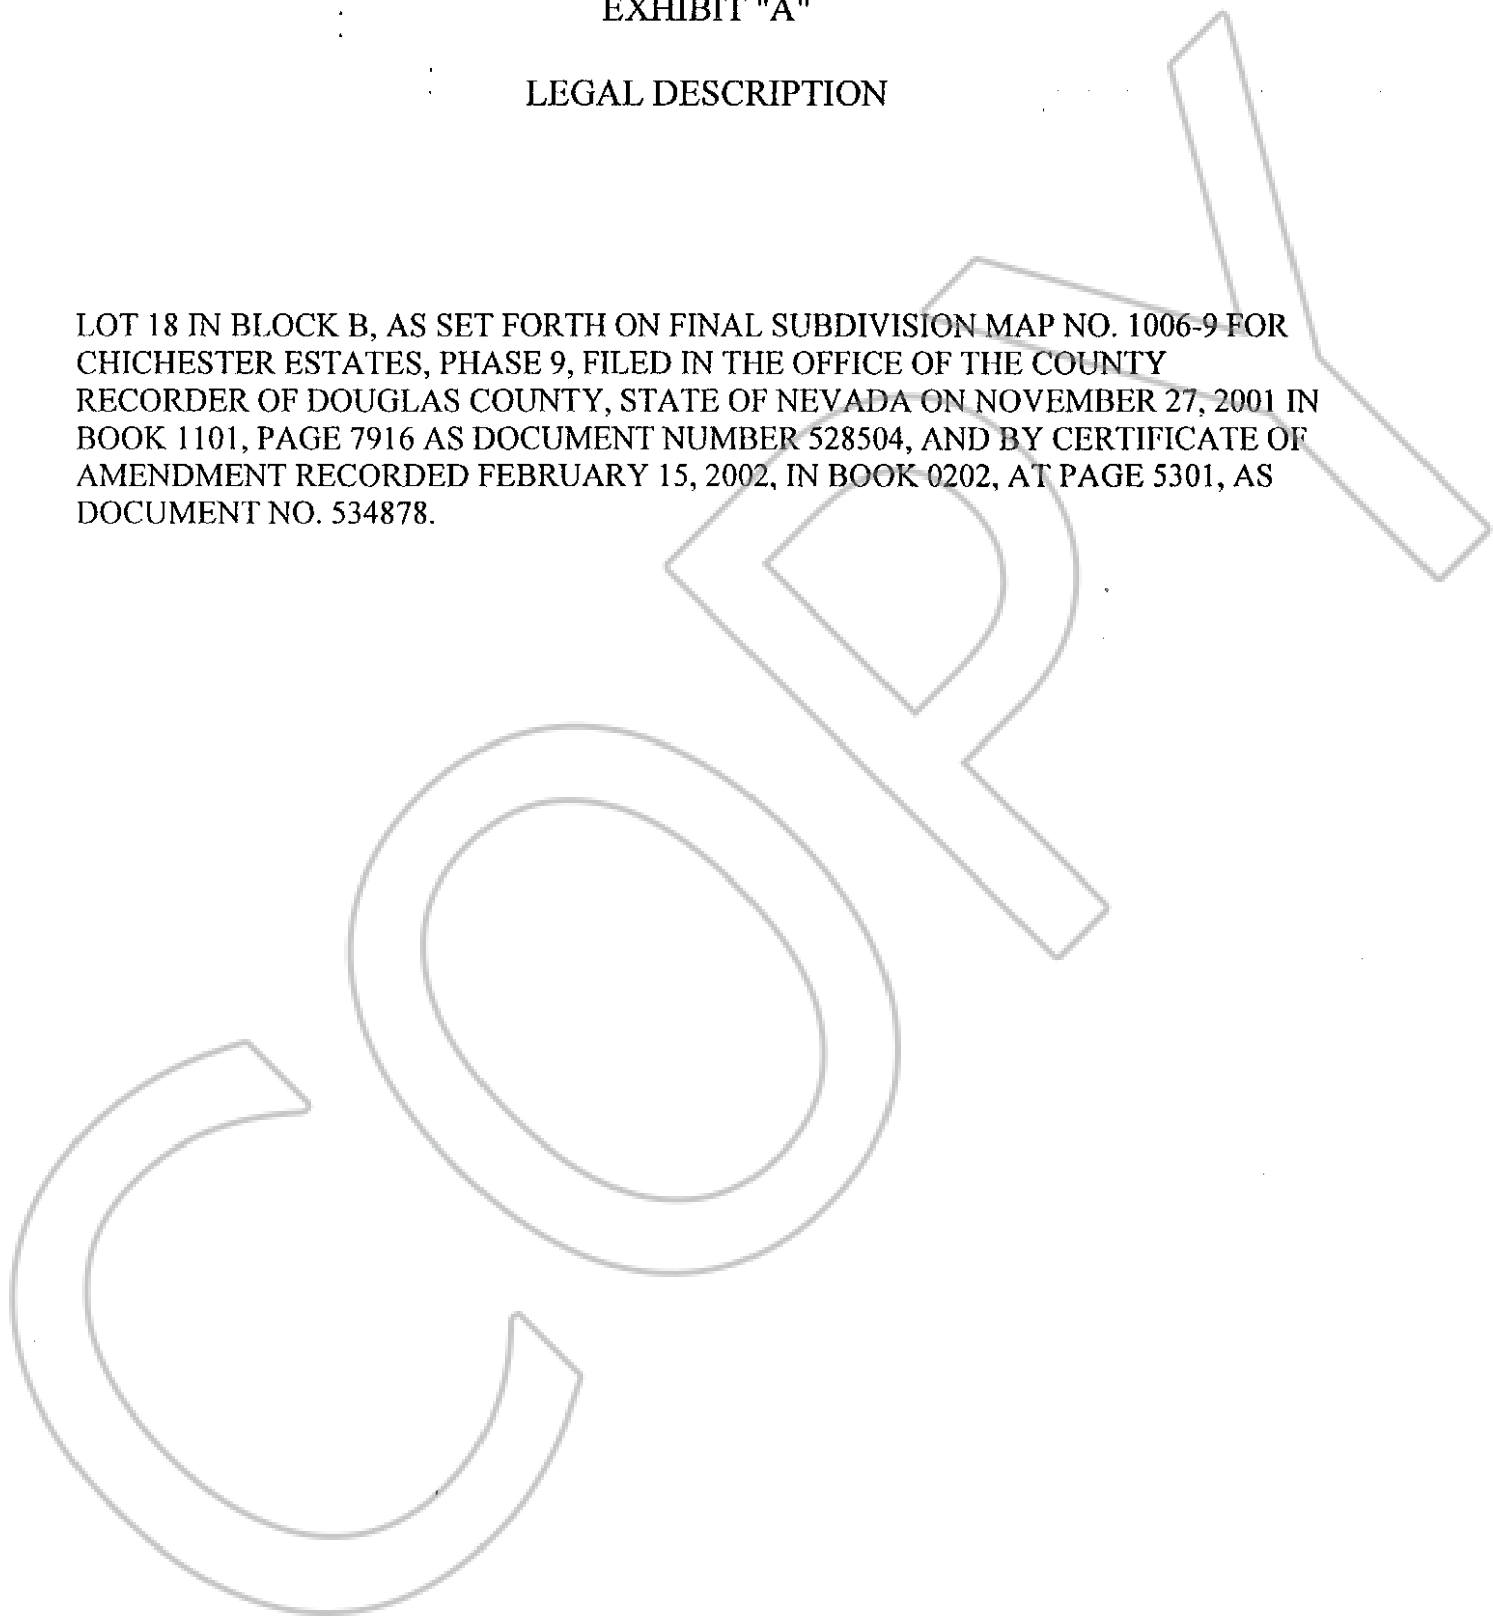 EXHIBIT "A"
LEGAL DESCRIPTION
LOT 18 IN BLOCK B, AS SET FORTH ON FINAL SUBDIVISION MAP NO. 1006-9 FOR
CHICHESTER ESTATES, PHASE 9, FILED IN THE OFFICE OF THE COUNTY
RECORDER OF DOUGLAS COUNTY, STATE OF NEVADA ON NOVEMBER 27, 2001 IN
BOOK 1101, PAGE 7916 AS DOCUMENT NUMBER 528504, AND BY CERTIFICATE OF
AMENDMENT RECORDED FEBRUARY 15, 2002, IN BOOK 0202, AT PAGE 5301, AS
DOCUMENT NO. 534878.
COPY